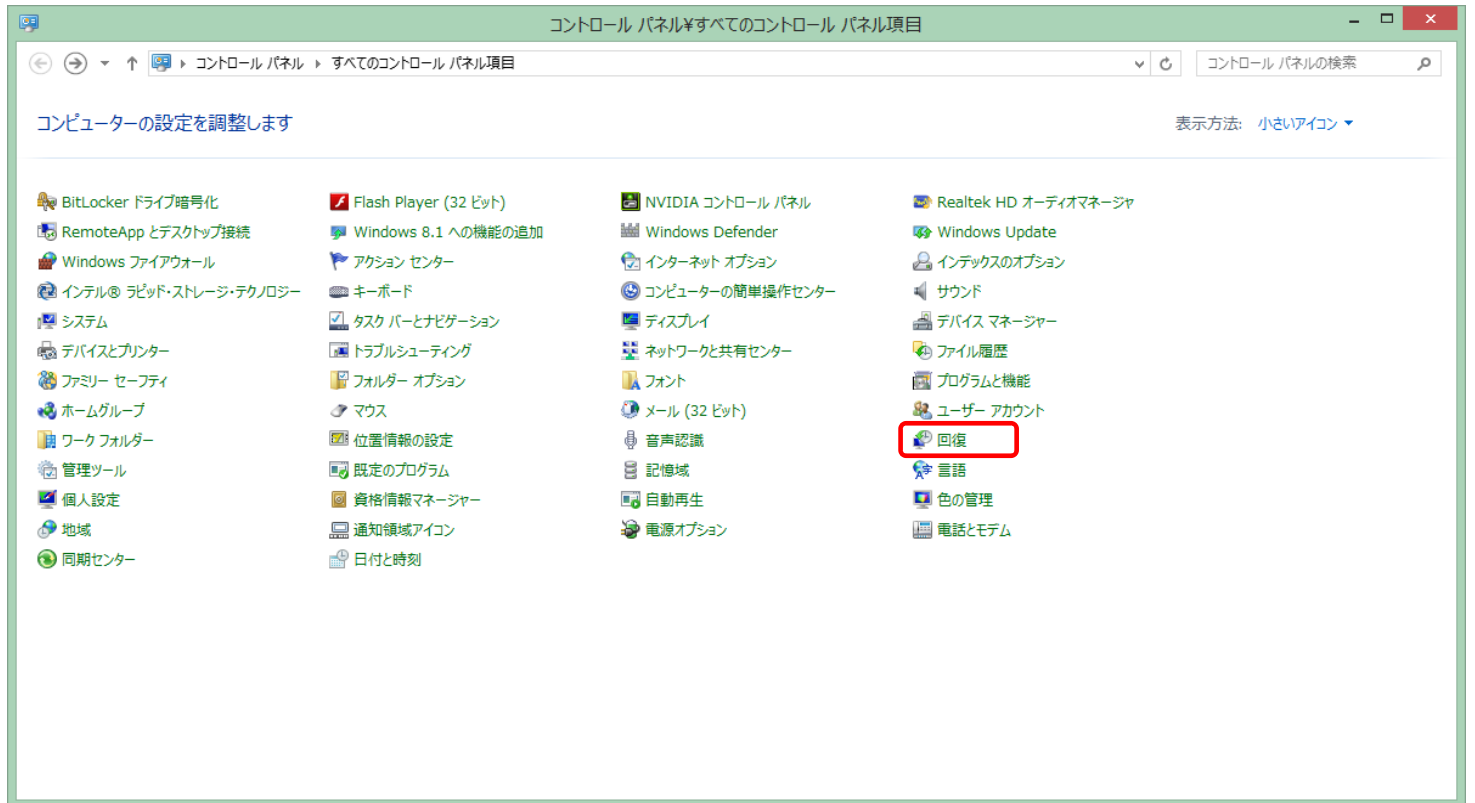 コントロール パネル¥すべてのコントロール パネル項目
コントロール パネル すべてのコントロール パネル項目 コントロール パネルの検索
コンピューターの設定を調整します 表示方法: 小さいアイコン
BitLocker ドライブ暗号化 Flash Player (32 ビット) NVIDIA コントロール パネル Realtek HD オーディオマネージャ
RemoteApp とデスクトップ接続 Windows 8.1 への機能の追加 Windows Defender Windows Update
Windows ファイアウォール アクション センター インターネット オプション インデックスのオプション
インテル® ラピッド・ストレージ・テクノロジー キーボード コンピューターの簡単操作センター サウンド
システム タスク バーとナビゲーション ディスプレイ デバイス マネージャー
デバイスとプリンター トラブルシューティング ネットワークと共有センター ファイル履歴
ファミリー セーフティ フォルダー オプション フォント プログラムと機能
ホームグループ マウス メール (32 ビット) ユーザー アカウント
ワーク フォルダー 位置情報の設定 音声認識 回復
管理ツール 既定のプログラム 記憶域 言語
個人設定 資格情報マネージャー 自動再生 色の管理
地域 通知領域アイコン 電源オプション 電話とモデム
同期センター 日付と時刻